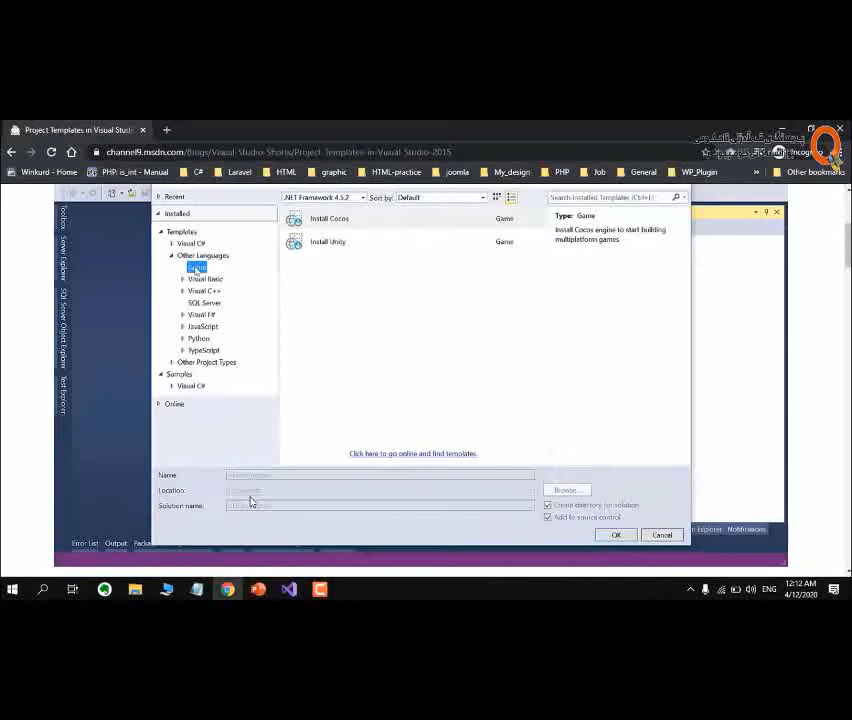 Project Templates in Visual Studi
channel9.msdn.com/Blogs/Visual-Studio-Shorts/Project-Templates-in-Visual-Studio-2015
Incognito
Winkurd - Home
PHP: is_int - Manual
C#
Laravel
HTML
graphic
HTML-practice
joomla
My_design
PHP
Job
General
WP_Plugin
»
Other bookmarks
Recent
.NET Framework 4.5.2
Sort by:
Default
Search Installed Templates (Ctrl+E)
Installed
Install Cocos
Game
Type: Game
Install Cocos engine to start building
multiplatform games
Templates
Visual C#
Install Unity
Game
Other Languages
Game
Visual Basic
Visual C++
SQL Server
Visual F#
JavaScript
Python
TypeScript
Other Project Types
Samples
Visual C#
Online
Toolbox
Server Explorer
SQL Server Object Explorer
Test Explorer
Click here to go online and find templates.
Name:
Location:
Browse...
Solution name:
Create directory for solution
Add to source control
OK
Cancel
Explorer
Notifications
Error List:
Output
ENG
12:12 AM
4/12/2020